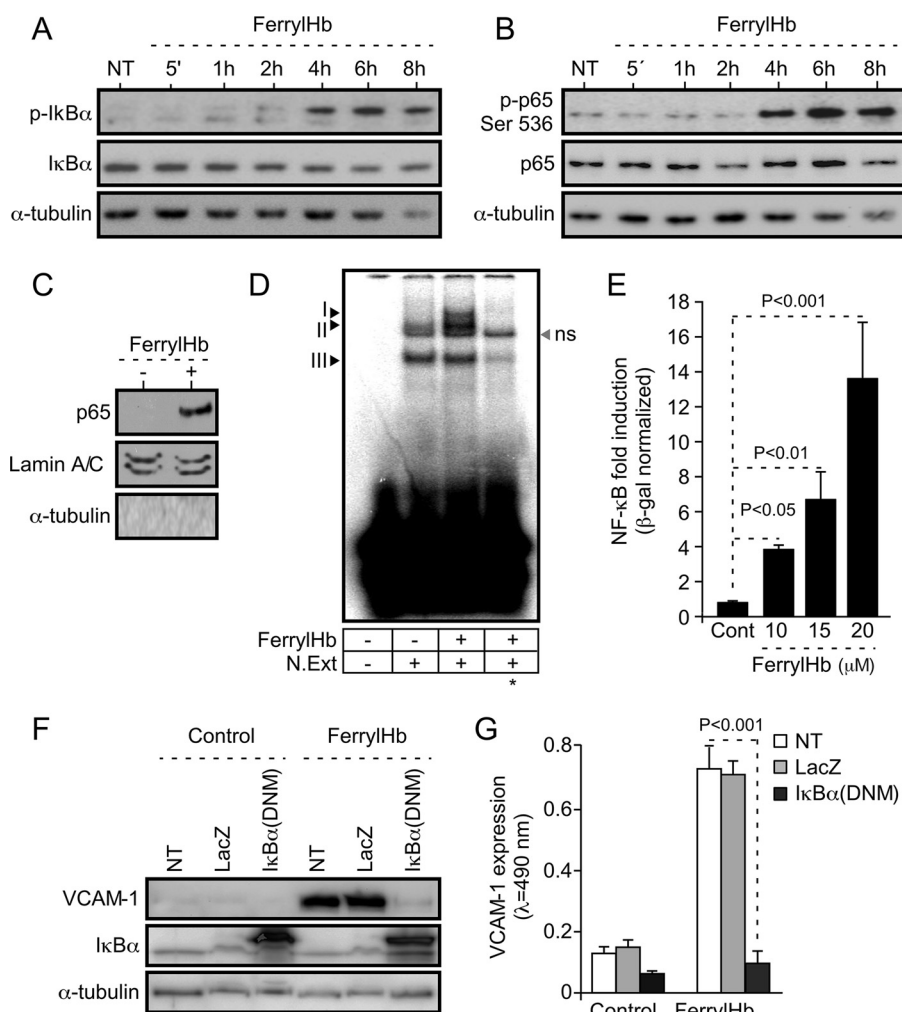 A
FerrylHb
NT 5' 1h 2h 4h 6h 8h
p-IkBα
IκBα
α-tubulin
B
FerrylHb
NT 5´ 1h 2h 4h 6h 8h
p-p65
Ser 536
p65
α-tubulin
C
FerrylHb
- +
p65
Lamin A/C
α-tubulin
D
I
II
III
ns
FerrylHb - - + +
N.Ext - + + +
*
E
NF-κB fold induction
(β-gal normalized)
18
16
14
12
10
8
6
4
2
0
P<0.001
P<0.01
P<0.05
Cont 10 15 20
FerrylHb (μM)
F
Control FerrylHb
NT LacZ IκBα(DNM) NT LacZ IκBα(DNM)
VCAM-1
IκBα
α-tubulin
G
VCAM-1 expression
(λ=490 nm)
0.8
0.6
0.4
0.2
0
P<0.001
NT
LacZ
IκBα(DNM)
Control FerrylHb